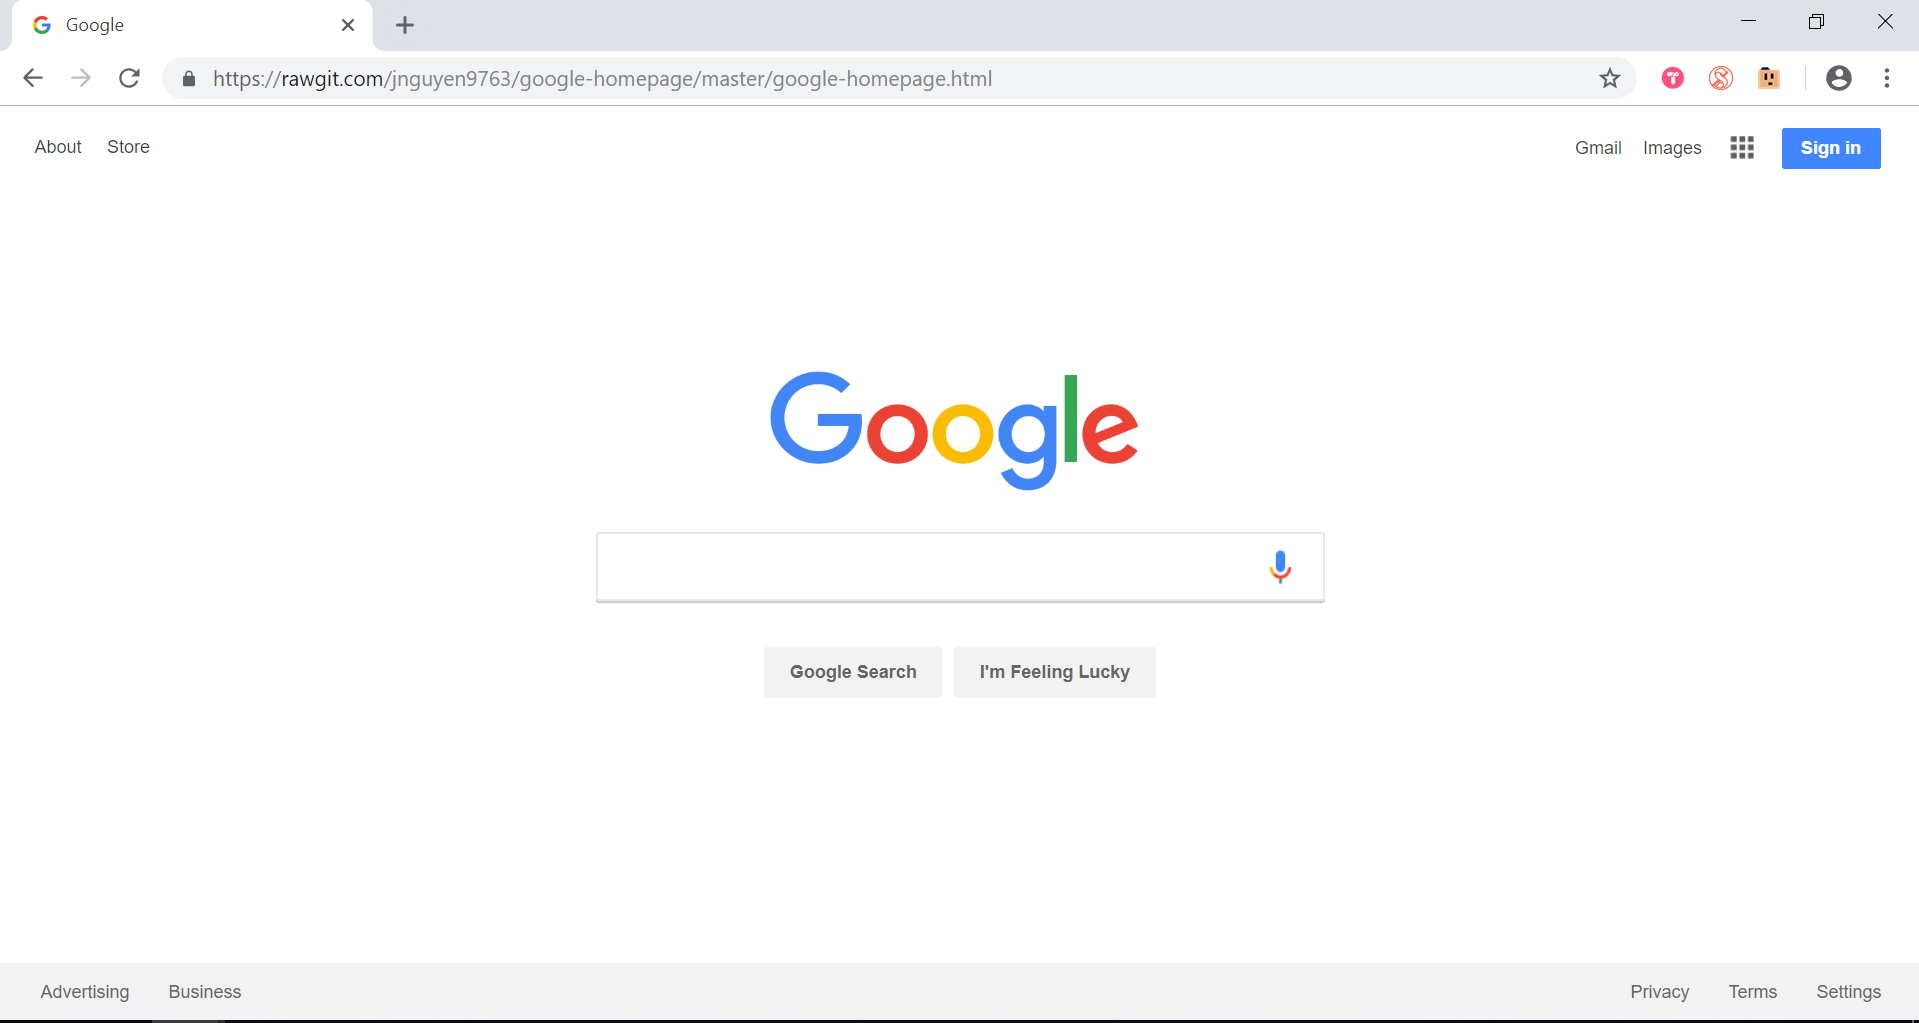 Google
https://rawgit.com/jnguyen9763/google-homepage/master/google-homepage.html
About Store Gmail Images Sign in
Google
Google Search I'm Feeling Lucky
Advertising Business Privacy Terms Settings